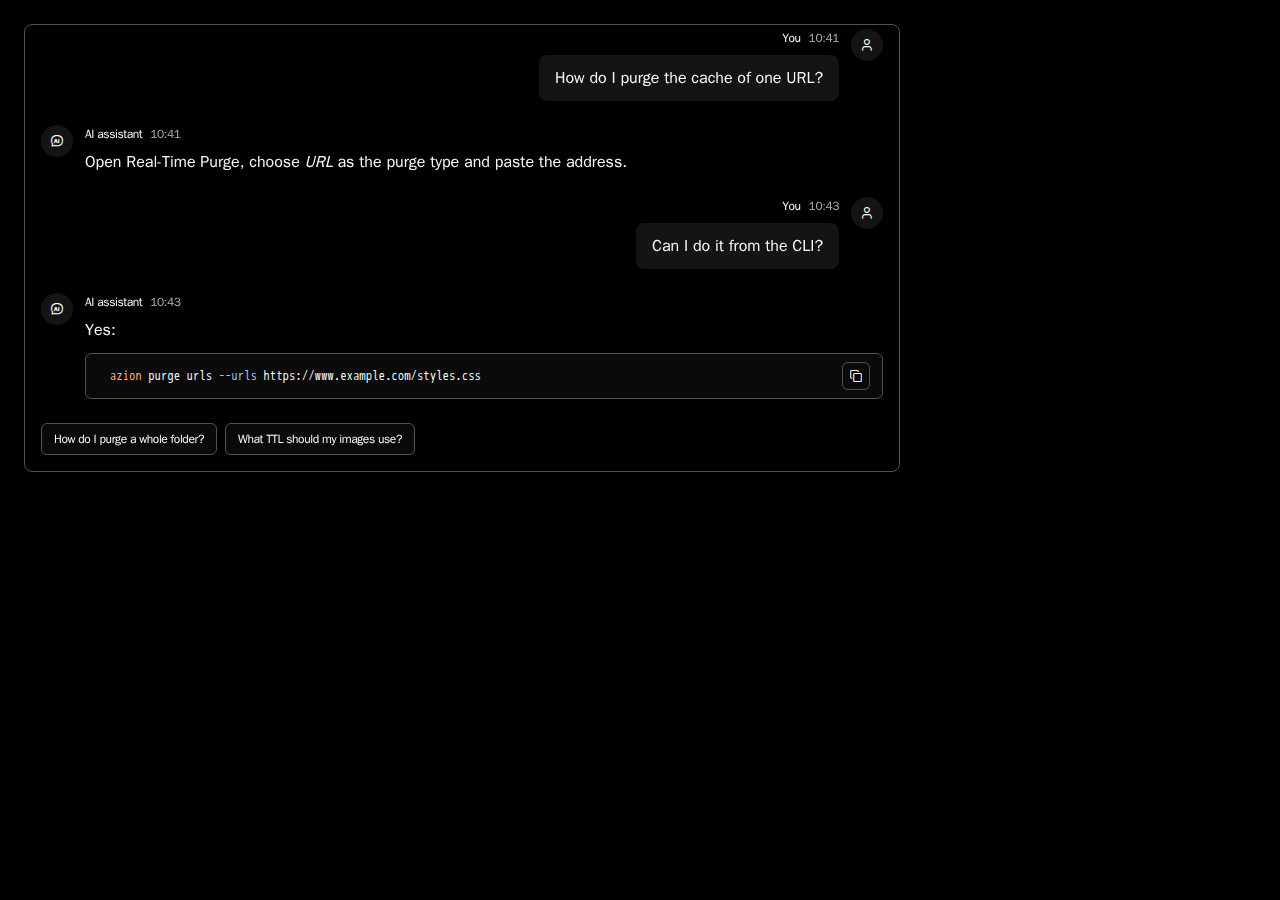 You 10:41
How do I purge the cache of one URL?
AI assistant 10:41
Open Real-Time Purge, choose URL as the purge type and paste the address.
You 10:43
Can I do it from the CLI?
AI assistant 10:43
Yes:
azion purge urls --urls https://www.example.com/styles.css
How do I purge a whole folder? What TTL should my images use?